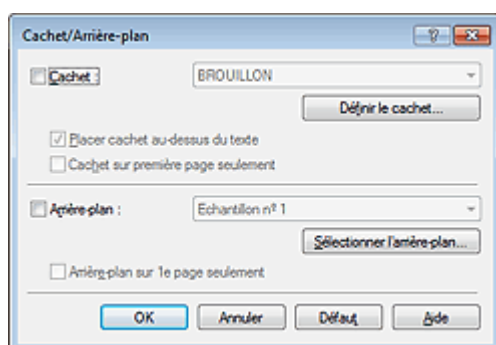 Cachet/Arrière-plan
Cachet :
BROUILLON
Définir le cachet...
Placer cachet au-dessus du texte
Cachet sur première page seulement
Arrière-plan :
Echantillon nº 1
Sélectionner l'arrière-plan...
Arrière-plan sur 1e page seulement
OK Annuler Défaut Aide